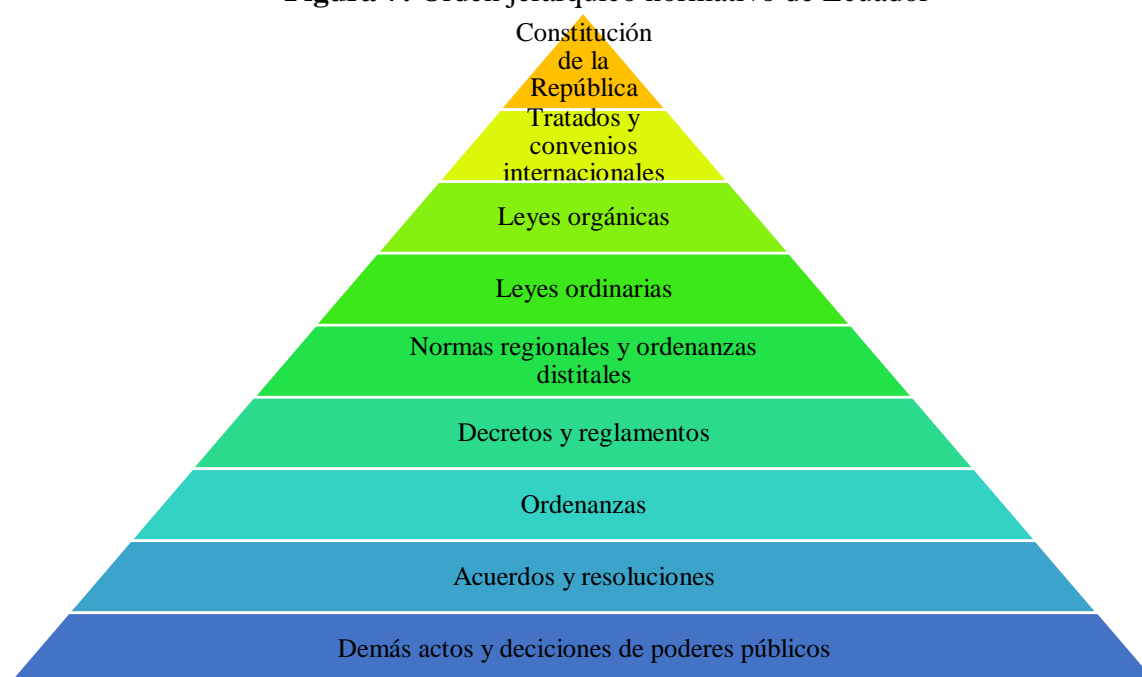 Constitución
de la
República
Tratados y
convenios
internacionales
Leyes orgánicas
Leyes ordinarias
Normas regionales y ordenanzas
distitales
Decretos y reglamentos
Ordenanzas
Acuerdos y resoluciones
Demás actos y deciciones de poderes públicos